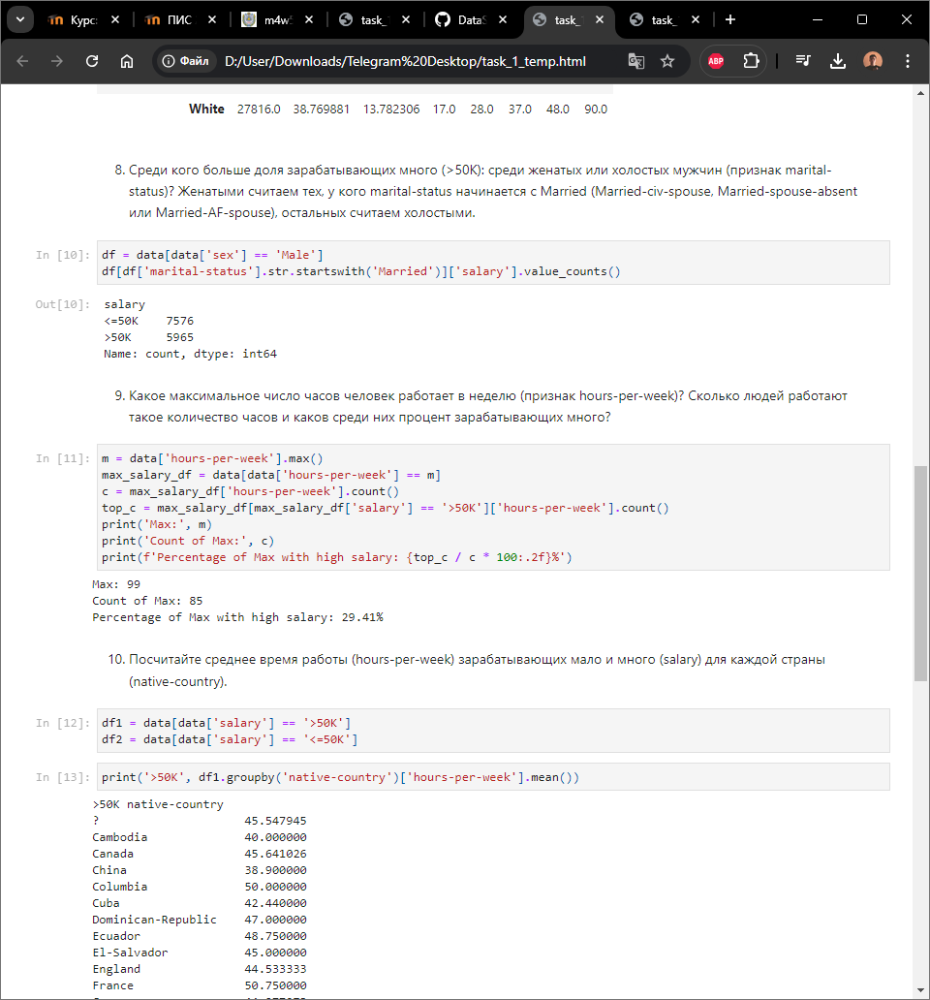 Курс:
ПИС
m4w5
task_
DataS
task_
task_
Файл
D:/User/Downloads/Telegram%20Desktop/task_1_temp.html
ABP
White 27816.0 38.769881 13.782306 17.0 28.0 37.0 48.0 90.0
8. Среди кого больше доля зарабатывающих много (>50K): среди женатых или холостых мужчин (признак marital-
status)? Женатыми считаем тех, у кого marital-status начинается с Married (Married-civ-spouse, Married-spouse-absent
или Married-AF-spouse), остальных считаем холостыми.
In [10]: df = data[data['sex'] == 'Male']
df[df['marital-status'].str.startswith('Married')]['salary'].value_counts()
Out[10]: salary
<=50K 7576
>50K 5965
Name: count, dtype: int64
9. Какое максимальное число часов человек работает в неделю (признак hours-per-week)? Сколько людей работают
такое количество часов и каков среди них процент зарабатывающих много?
In [11]: m = data['hours-per-week'].max()
max_salary_df = data[data['hours-per-week'] == m]
c = max_salary_df['hours-per-week'].count()
top_c = max_salary_df[max_salary_df['salary'] == '>50K']['hours-per-week'].count()
print('Max:', m)
print('Count of Max:', c)
print(f'Percentage of Max with high salary: {top_c / c * 100:.2f}%')
Max: 99
Count of Max: 85
Percentage of Max with high salary: 29.41%
10. Посчитайте среднее время работы (hours-per-week) зарабатывающих мало и много (salary) для каждой страны
(native-country).
In [12]: df1 = data[data['salary'] == '>50K']
df2 = data[data['salary'] == '<=50K']
In [13]: print('>50K', df1.groupby('native-country')['hours-per-week'].mean())
>50K native-country
? 45.547945
Cambodia 40.000000
Canada 45.641026
China 38.900000
Columbia 50.000000
Cuba 42.440000
Dominican-Republic 47.000000
Ecuador 48.750000
El-Salvador 45.000000
England 44.533333
France 50.750000